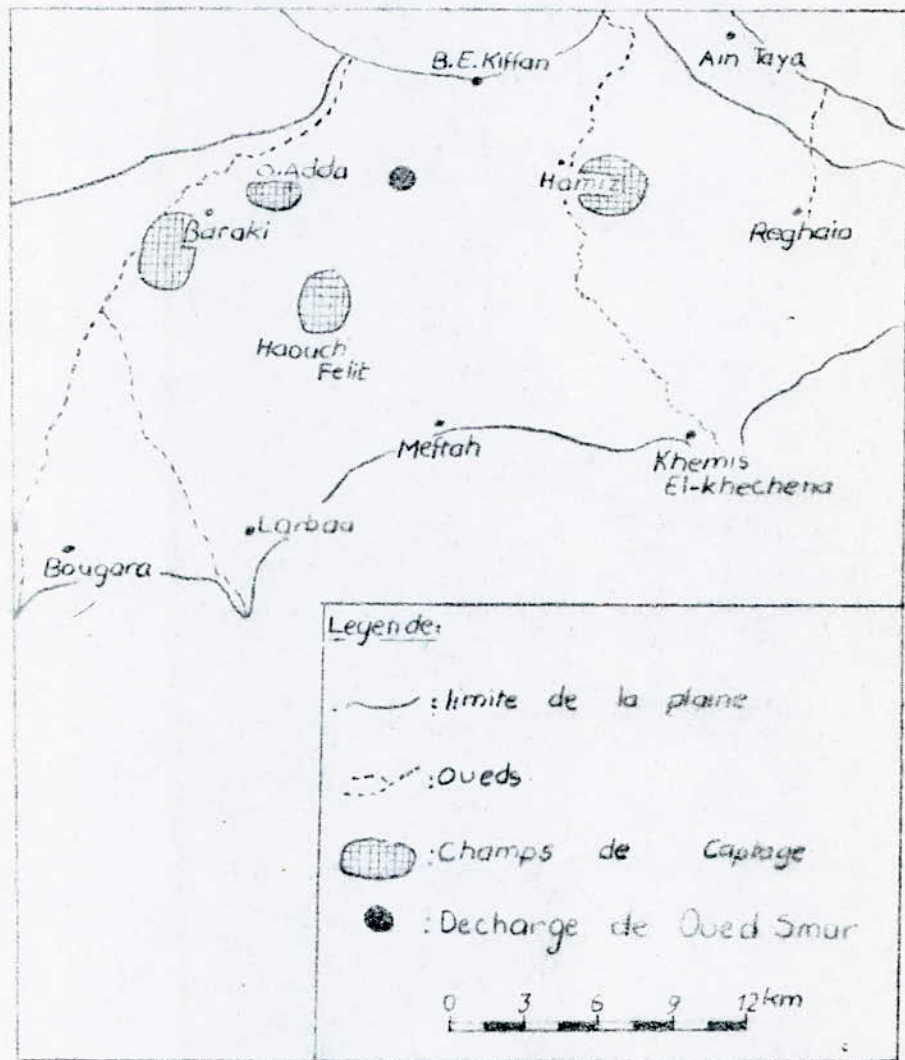 B.E.Kiffan
Ain Taya
O.Adda
Hamiz
Baraki
Reghaia
Haouch
Felit
Meftah
Khemis
El-khechena
Larbaa
Bougara
Legende:
: limite de la plaine
: Oueds
: Champs de Captage
: Decharge de Oued Smar
0 3 6 9 12 km